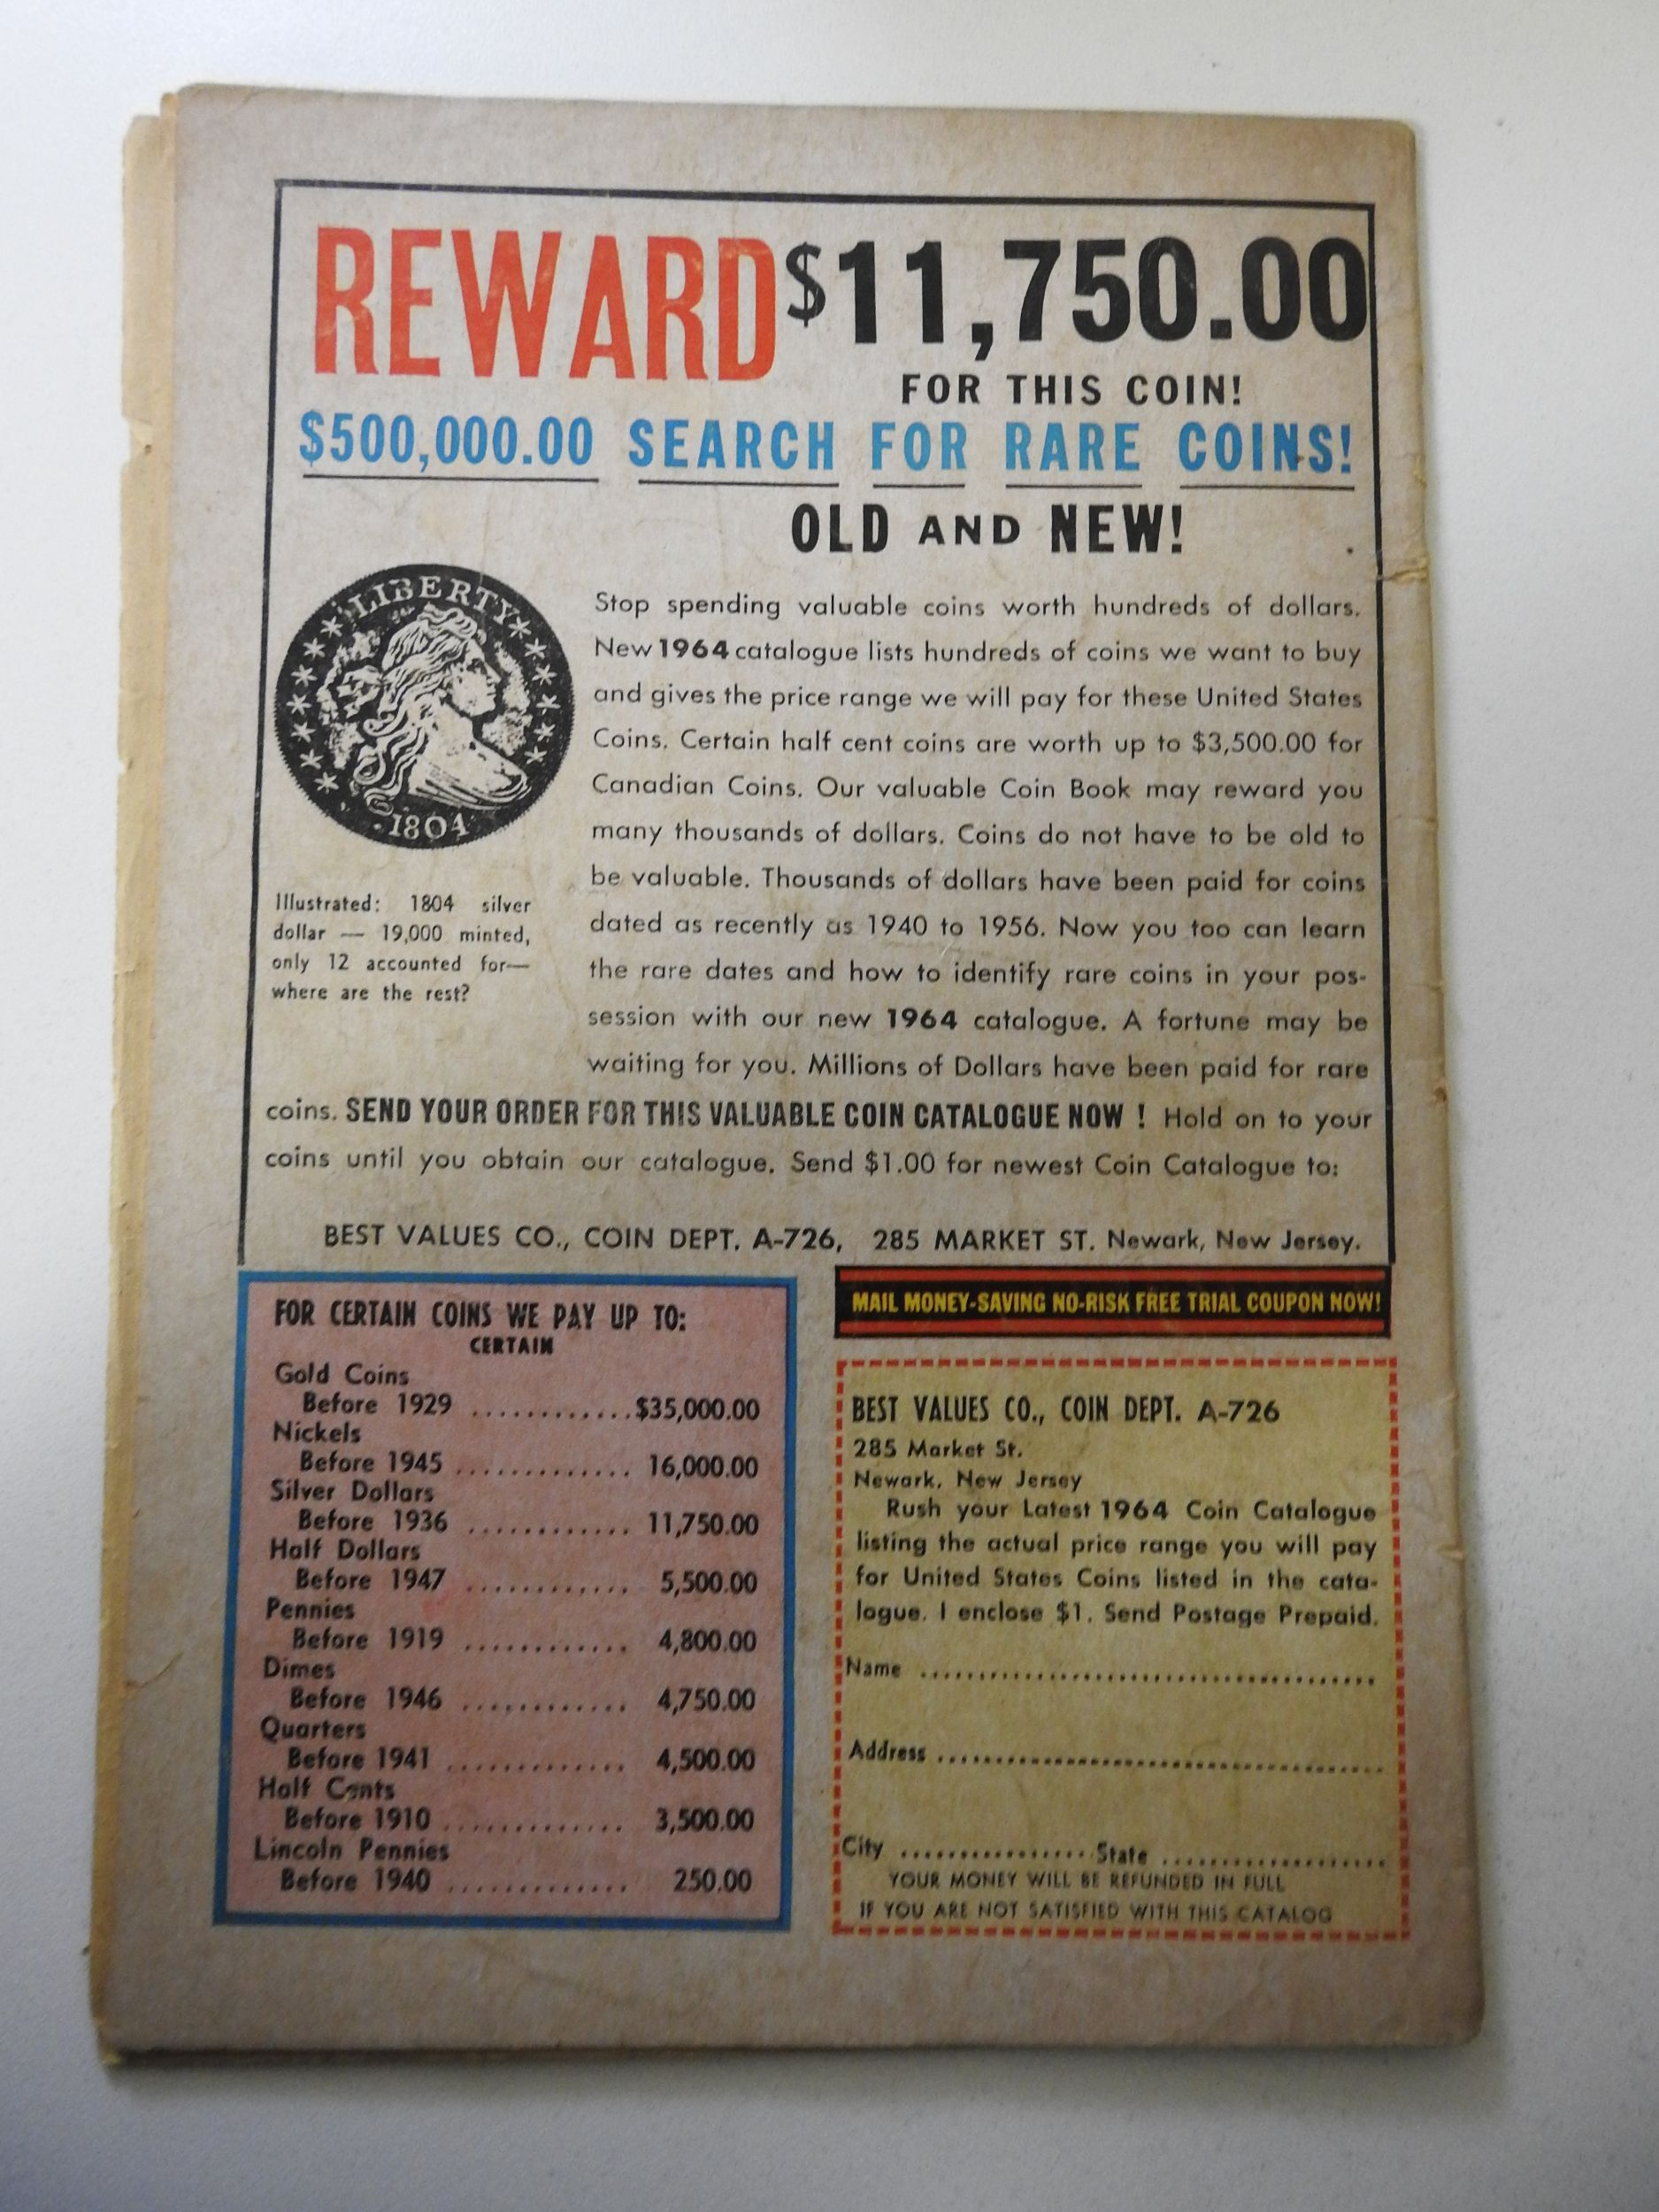 REWARD $11,750.00
FOR THIS COIN!
$500,000.00 SEARCH FOR RARE COINS!
OLD AND NEW!
LIBERTY
1804
Illustrated: 1804 silver
dollar — 19,000 minted,
only 12 accounted for—
where are the rest?
Stop spending valuable coins worth hundreds of dollars.
New 1964 catalogue lists hundreds of coins we want to buy
and gives the price range we will pay for these United States
Coins. Certain half cent coins are worth up to $3,500.00 for
Canadian Coins. Our valuable Coin Book may reward you
many thousands of dollars. Coins do not have to be old to
be valuable. Thousands of dollars have been paid for coins
dated as recently as 1940 to 1956. Now you too can learn
the rare dates and how to identify rare coins in your pos-
session with our new 1964 catalogue. A fortune may be
waiting for you. Millions of Dollars have been paid for rare
coins. SEND YOUR ORDER FOR THIS VALUABLE COIN CATALOGUE NOW ! Hold on to your
coins until you obtain our catalogue. Send $1.00 for newest Coin Catalogue to:
BEST VALUES CO., COIN DEPT. A-726, 285 MARKET ST. Newark, New Jersey.
FOR CERTAIN COINS WE PAY UP TO:
CERTAIN
Gold Coins
Before 1929 ............$35,000.00
Nickels
Before 1945 ............. 16,000.00
Silver Dollars
Before 1936 ............ 11,750.00
Half Dollars
Before 1947 ............ 5,500.00
Pennies
Before 1919 ............ 4,800.00
Dimes
Before 1946 ............ 4,750.00
Quarters
Before 1941 ............. 4,500.00
Half Cents
Before 1910 ............. 3,500.00
Lincoln Pennies
Before 1940 ............. 250.00
MAIL MONEY-SAVING NO-RISK FREE TRIAL COUPON NOW!
BEST VALUES CO., COIN DEPT. A-726
285 Market St.
Newark, New Jersey
Rush your Latest 1964 Coin Catalogue
listing the actual price range you will pay
for United States Coins listed in the cata-
logue. I enclose $1. Send Postage Prepaid.
Name ........................................
Address .......................................
City ................. State ....................
YOUR MONEY WILL BE REFUNDED IN FULL
IF YOU ARE NOT SATISFIED WITH THIS CATALOG